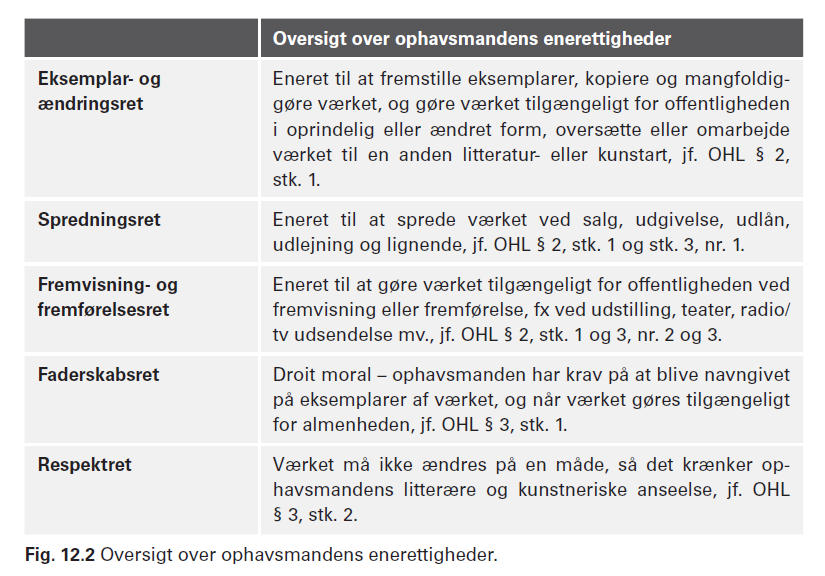 Oversigt over ophavsmandens enerettigheder
Eksemplar- og
ændringsret
Eneret til at fremstille eksemplarer, kopiere og mangfoldig-
gøre værket, og gøre værket tilgængeligt for offentligheden
i oprindelig eller ændret form, oversætte eller omarbejde
værket til en anden litteratur- eller kunstart, jf. OHL § 2,
stk. 1.
Spredningsret
Eneret til at sprede værket ved salg, udgivelse, udlån,
udlejning og lignende, jf. OHL § 2, stk. 1 og stk. 3, nr. 1.
Fremvisning- og
fremførelsesret
Eneret til at gøre værket tilgængeligt for offentligheden ved
fremvisning eller fremførelse, fx ved udstilling, teater, radio/
tv udsendelse mv., jf. OHL § 2, stk. 1 og 3, nr. 2 og 3.
Faderskabsret
Droit moral – ophavsmanden har krav på at blive navngivet
på eksemplarer af værket, og når værket gøres tilgængeligt
for almenheden, jf. OHL § 3, stk. 1.
Respektret
Værket må ikke ændres på en måde, så det krænker op-
havsmandens litterære og kunstneriske anseelse, jf. OHL
§ 3, stk. 2.
Fig. 12.2 Oversigt over ophavsmandens enerettigheder.